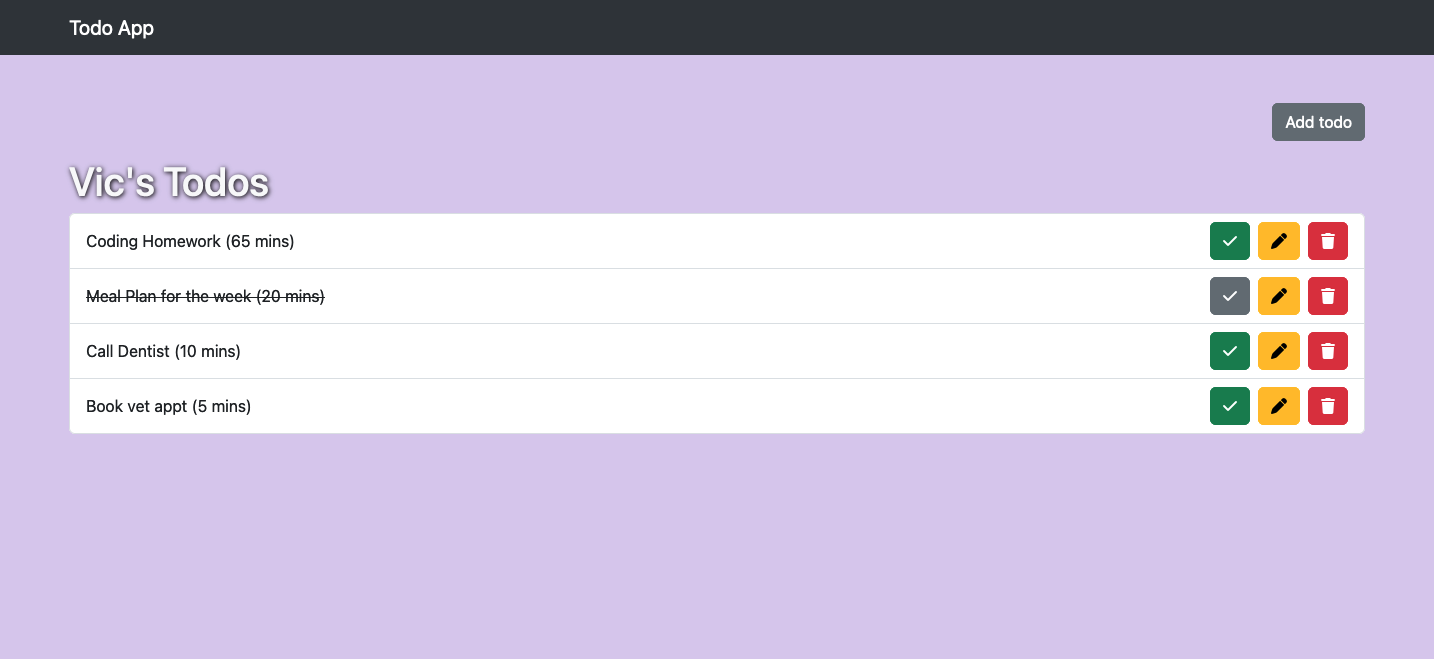 Todo App
Add todo
Vic's Todos
Coding Homework (65 mins)
Meal Plan for the week (20 mins)
Call Dentist (10 mins)
Book vet appt (5 mins)